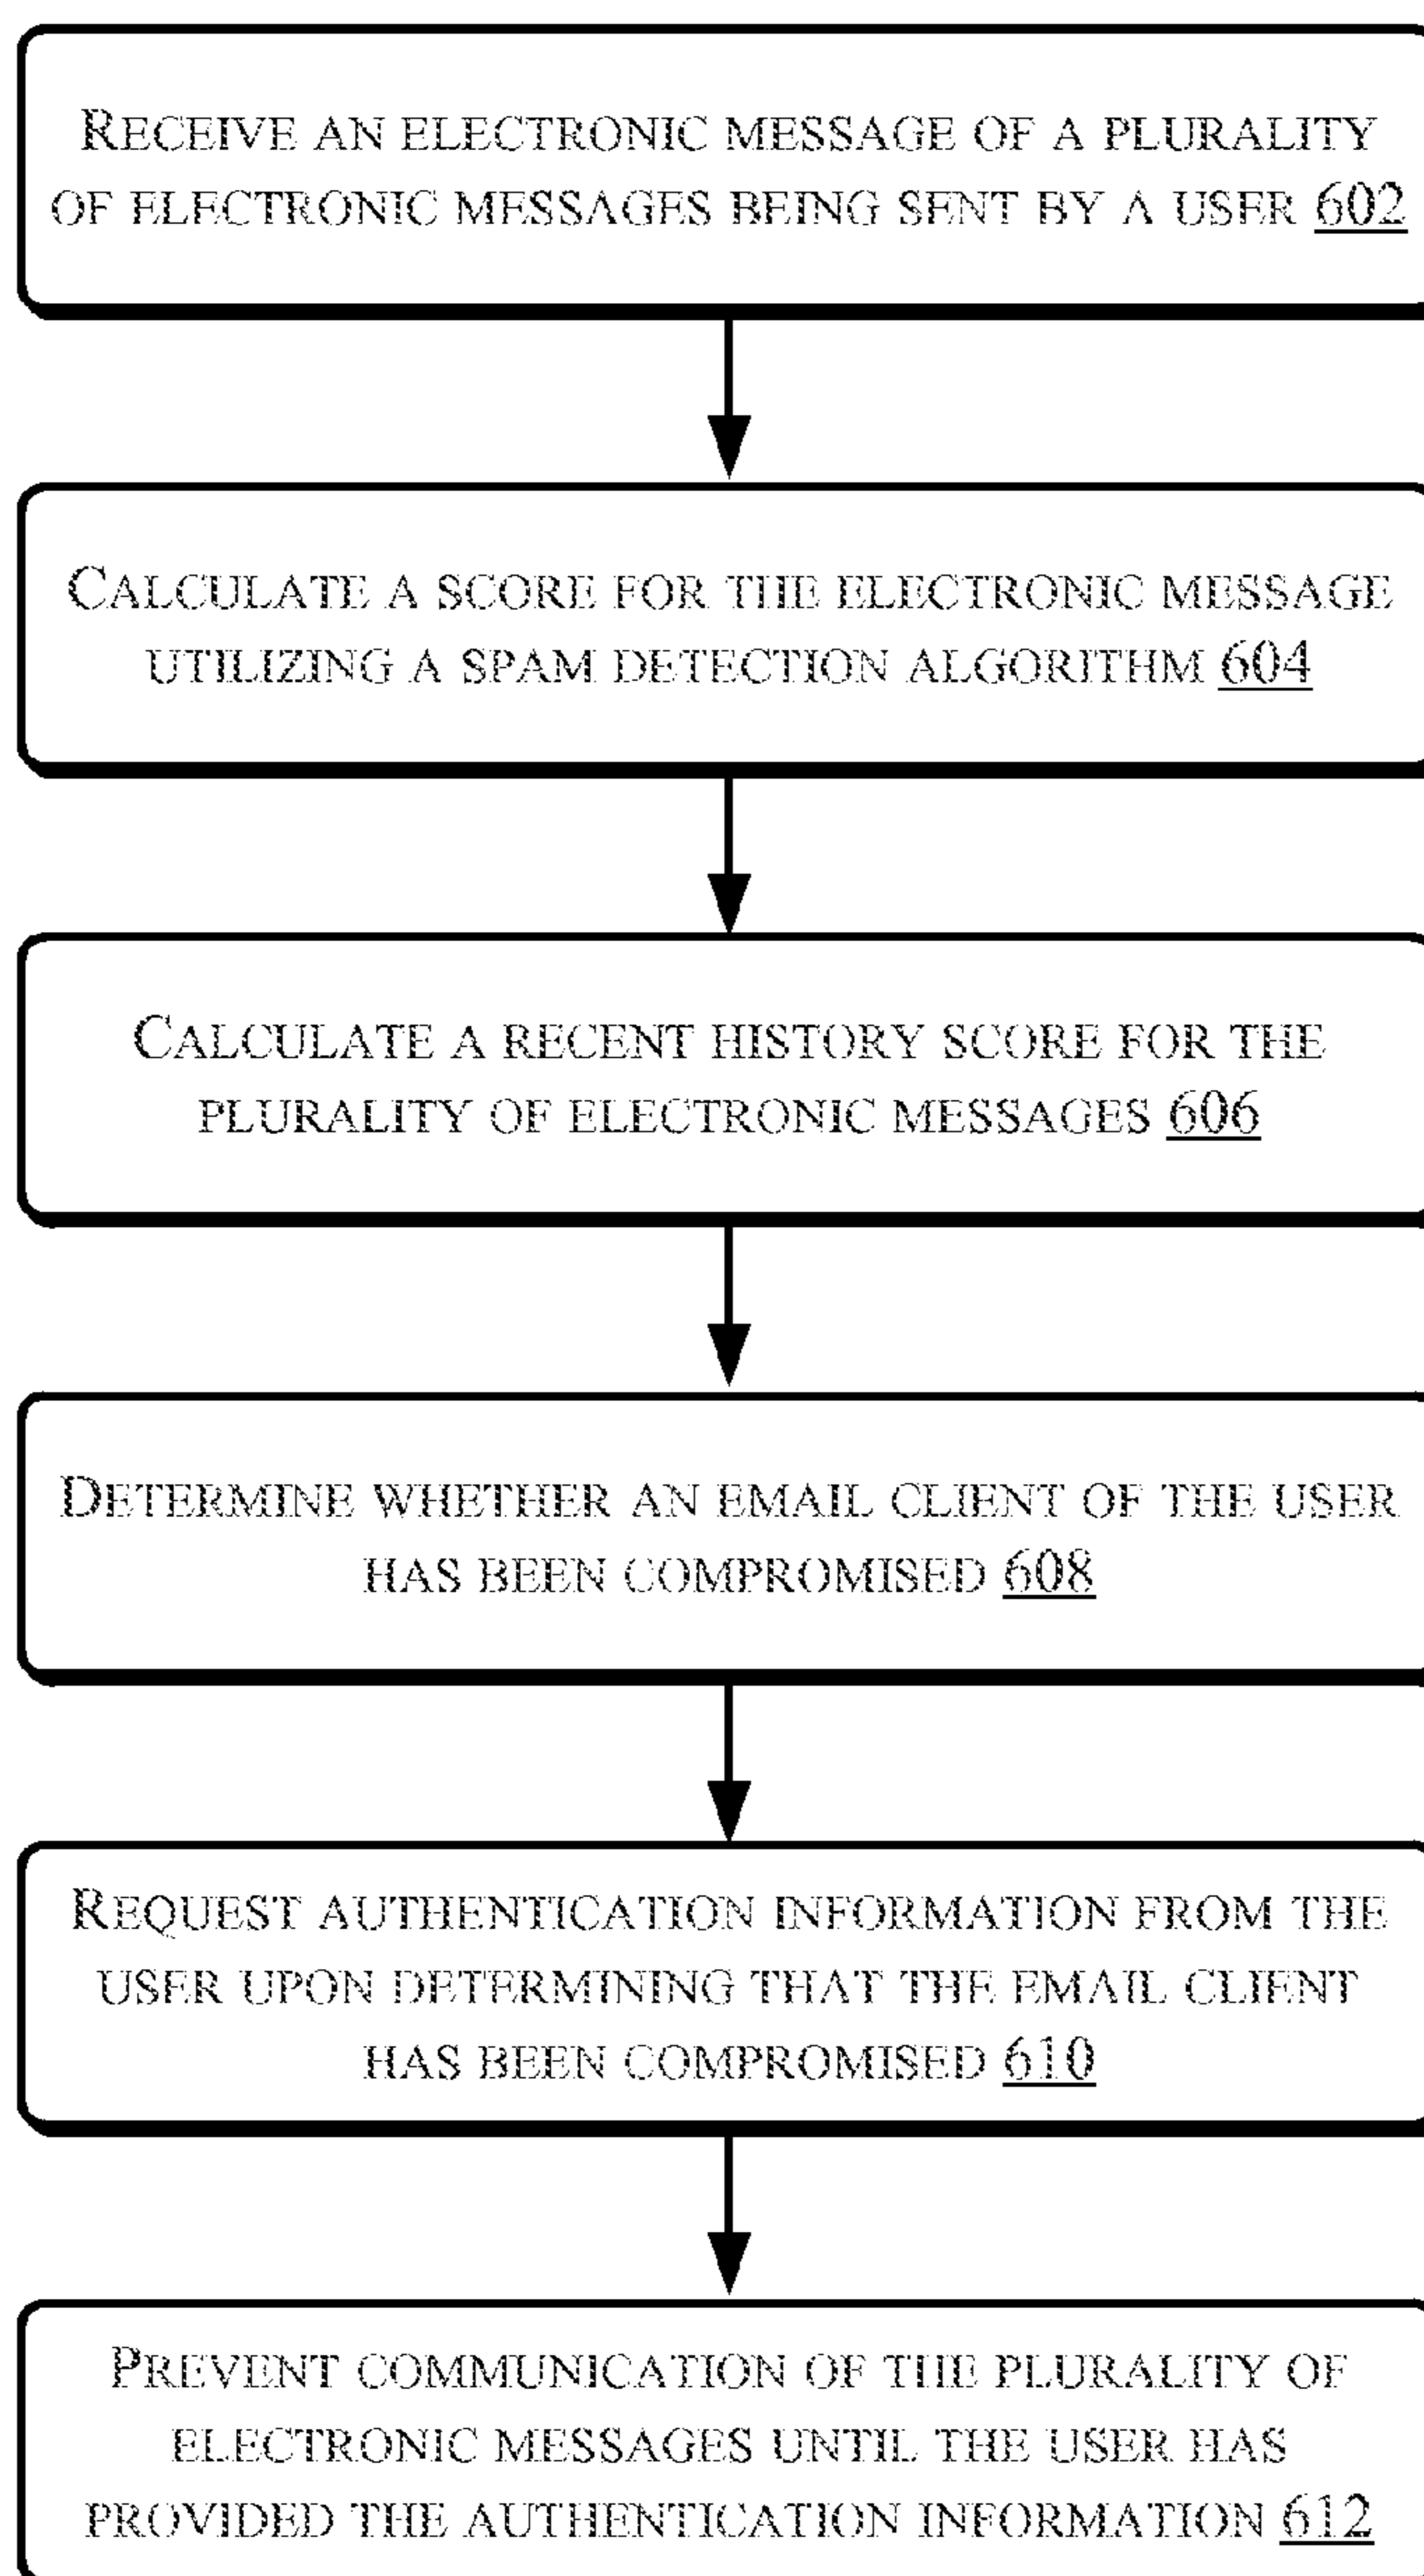 RECEIVE AN ELECTRONIC MESSAGE OF A PLURALITY
OF ELECTRONIC MESSAGES BEING SENT BY A USER 602
CALCULATE A SCORE FOR THE ELECTRONIC MESSAGE
UTILIZING A SPAM DETECTION ALGORITHM 604
CALCULATE A RECENT HISTORY SCORE FOR THE
PLURALITY OF ELECTRONIC MESSAGES 606
DETERMINE WHETHER AN EMAIL CLIENT OF THE USER
HAS BEEN COMPROMISED 608
REQUEST AUTHENTICATION INFORMATION FROM THE
USER UPON DETERMINING THAT THE EMAIL CLIENT
HAS BEEN COMPROMISED 610
PREVENT COMMUNICATION OF THE PLURALITY OF
ELECTRONIC MESSAGES UNTIL THE USER HAS
PROVIDED THE AUTHENTICATION INFORMATION 612